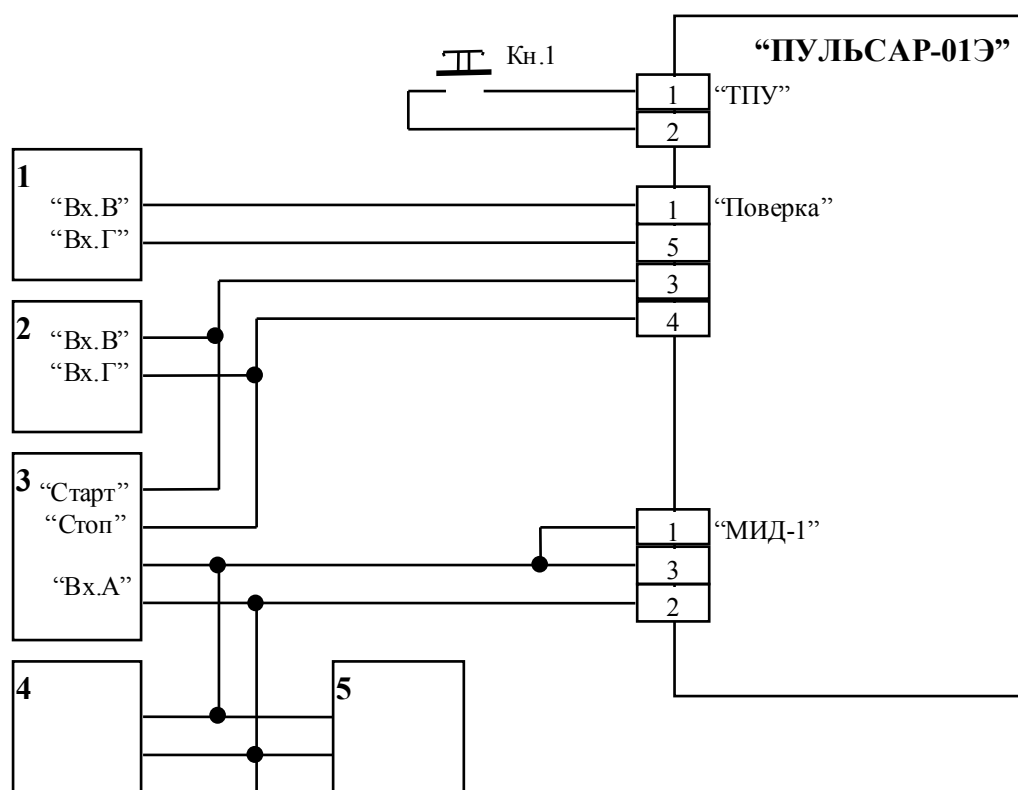 “ПУЛЬСАР-01Э”
Кн.1
1
“ТПУ”
2
1
“Вх.В”
“Вх.Г”
1
“Поверка”
5
3
4
2
“Вх.В”
“Вх.Г”
3
“Старт”
“Стоп”
“Вх.А”
1
“МИД-1”
3
2
4
5